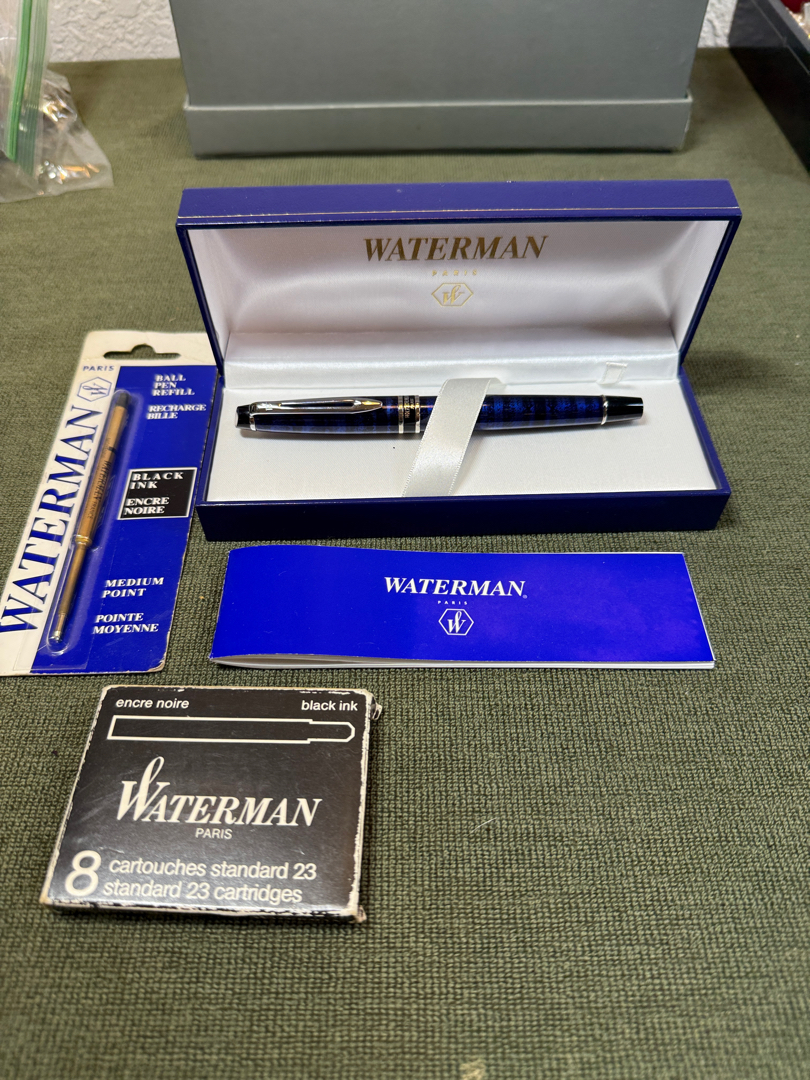 WATERMAN
PARIS
W
PARIS
WATERMAN
BALL
PEN
REFILL
RECHARGE
BILLE
BLACK
INK
ENCRE
NOIRE
MEDIUM
POINT
POINTE
MOYENNE
WATERMAN
PARIS
W
encre noire
black ink
WATERMAN
PARIS
8 cartouches standard 23
standard 23 cartridges